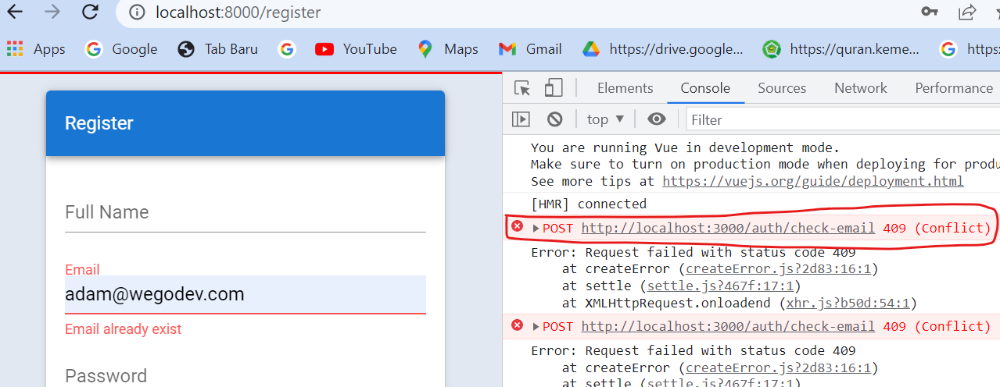 localhost:8000/register
Apps Google Tab Baru YouTube Maps Gmail https://drive.google... https://quran.keme... https:
Register
Full Name
Email
adam@wegodev.com
Email already exist
Password
Elements Console Sources Network Performance
top ▼ Filter
You are running Vue in development mode.
Make sure to turn on production mode when deploying for produ
See more tips at https://vuejs.org/guide/deployment.html
[HMR] connected
POST http://localhost:3000/auth/check-email 409 (Conflict)
Error: Request failed with status code 409
at createError (createError.js?2d83:16:1)
at settle (settle.js?467f:17:1)
at XMLHttpRequest.onloadend (xhr.js?b50d:54:1)
POST http://localhost:3000/auth/check-email 409 (Conflict)
Error: Request failed with status code 409
at createError (createError.js?2d83:16:1)
at settle (settle.js?467f:17:1)